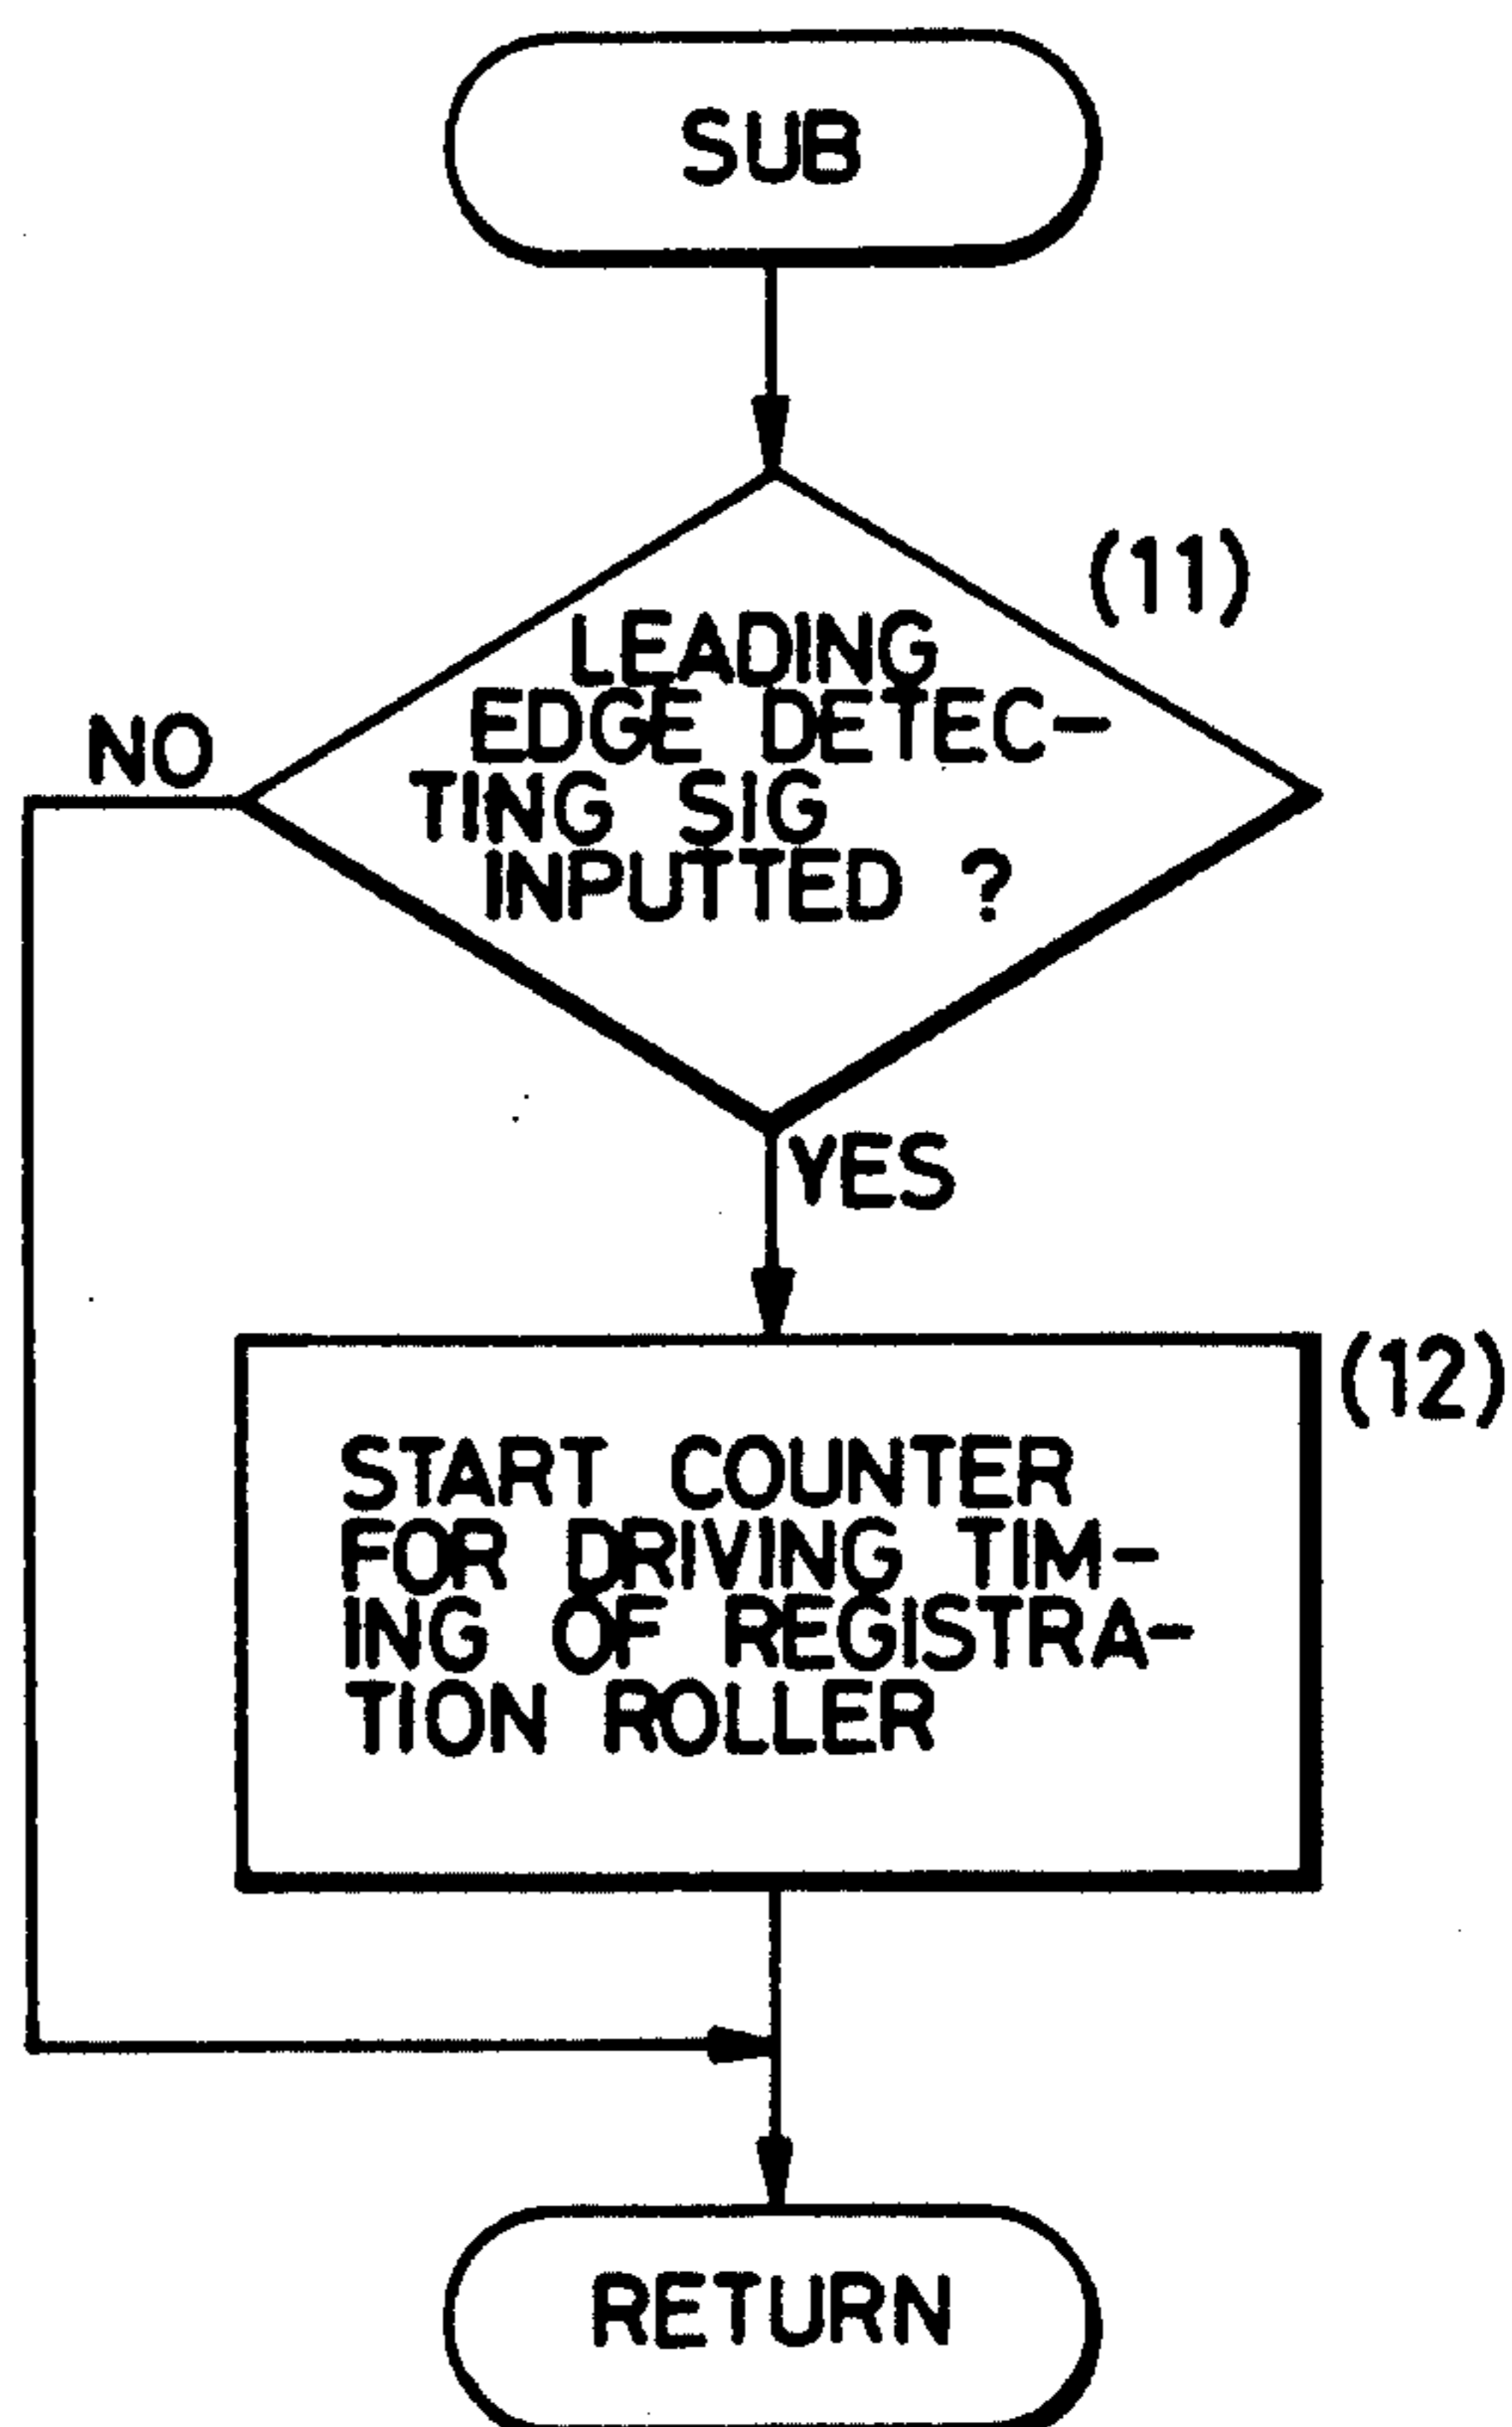 SUB
(11)
LEADING
EDGE DETEC-
TING SIG
INPUTTED ?
NO
YES
(12)
START COUNTER
FOR DRIVING TIM-
ING OF REGISTRA-
TION ROLLER
RETURN